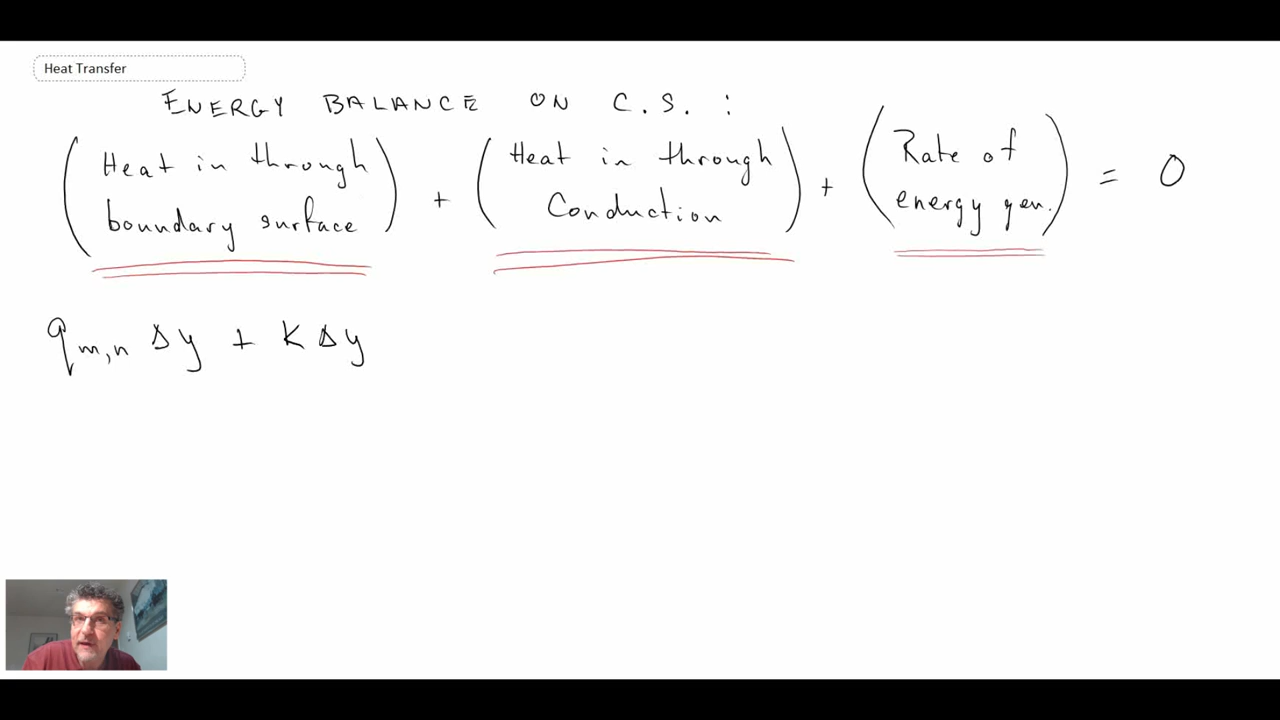 Heat Transfer
ENERGY BALANCE ON C.S. :
(Heat in through boundary surface) + (Heat in through Conduction) + (Rate of energy gen.) = 0
q_{m,n} Δy + K Δy